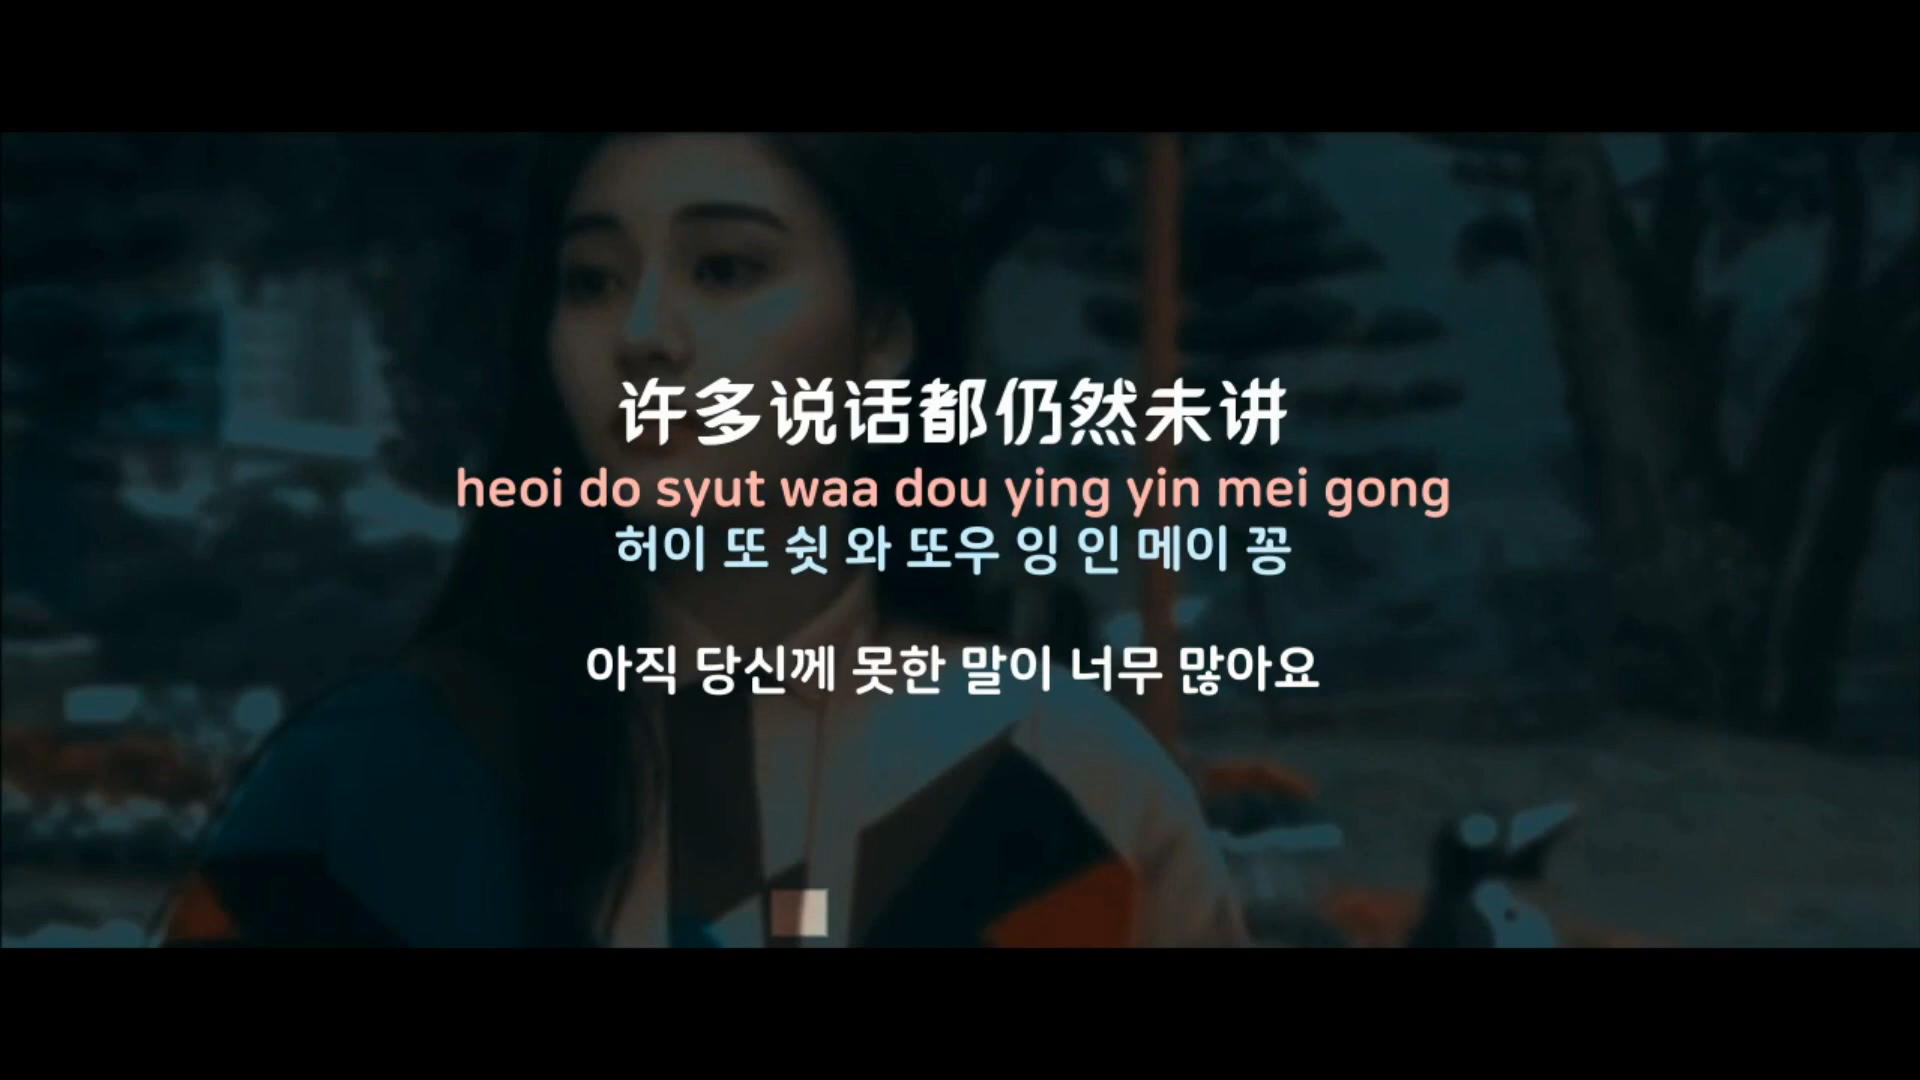 许多说话都仍然未讲
heoi do syut waa dou ying yin mei gong
허이 또 쉿 와 또우 잉 인 메이 꽁
아직 당신께 못한 말이 너무 많아요